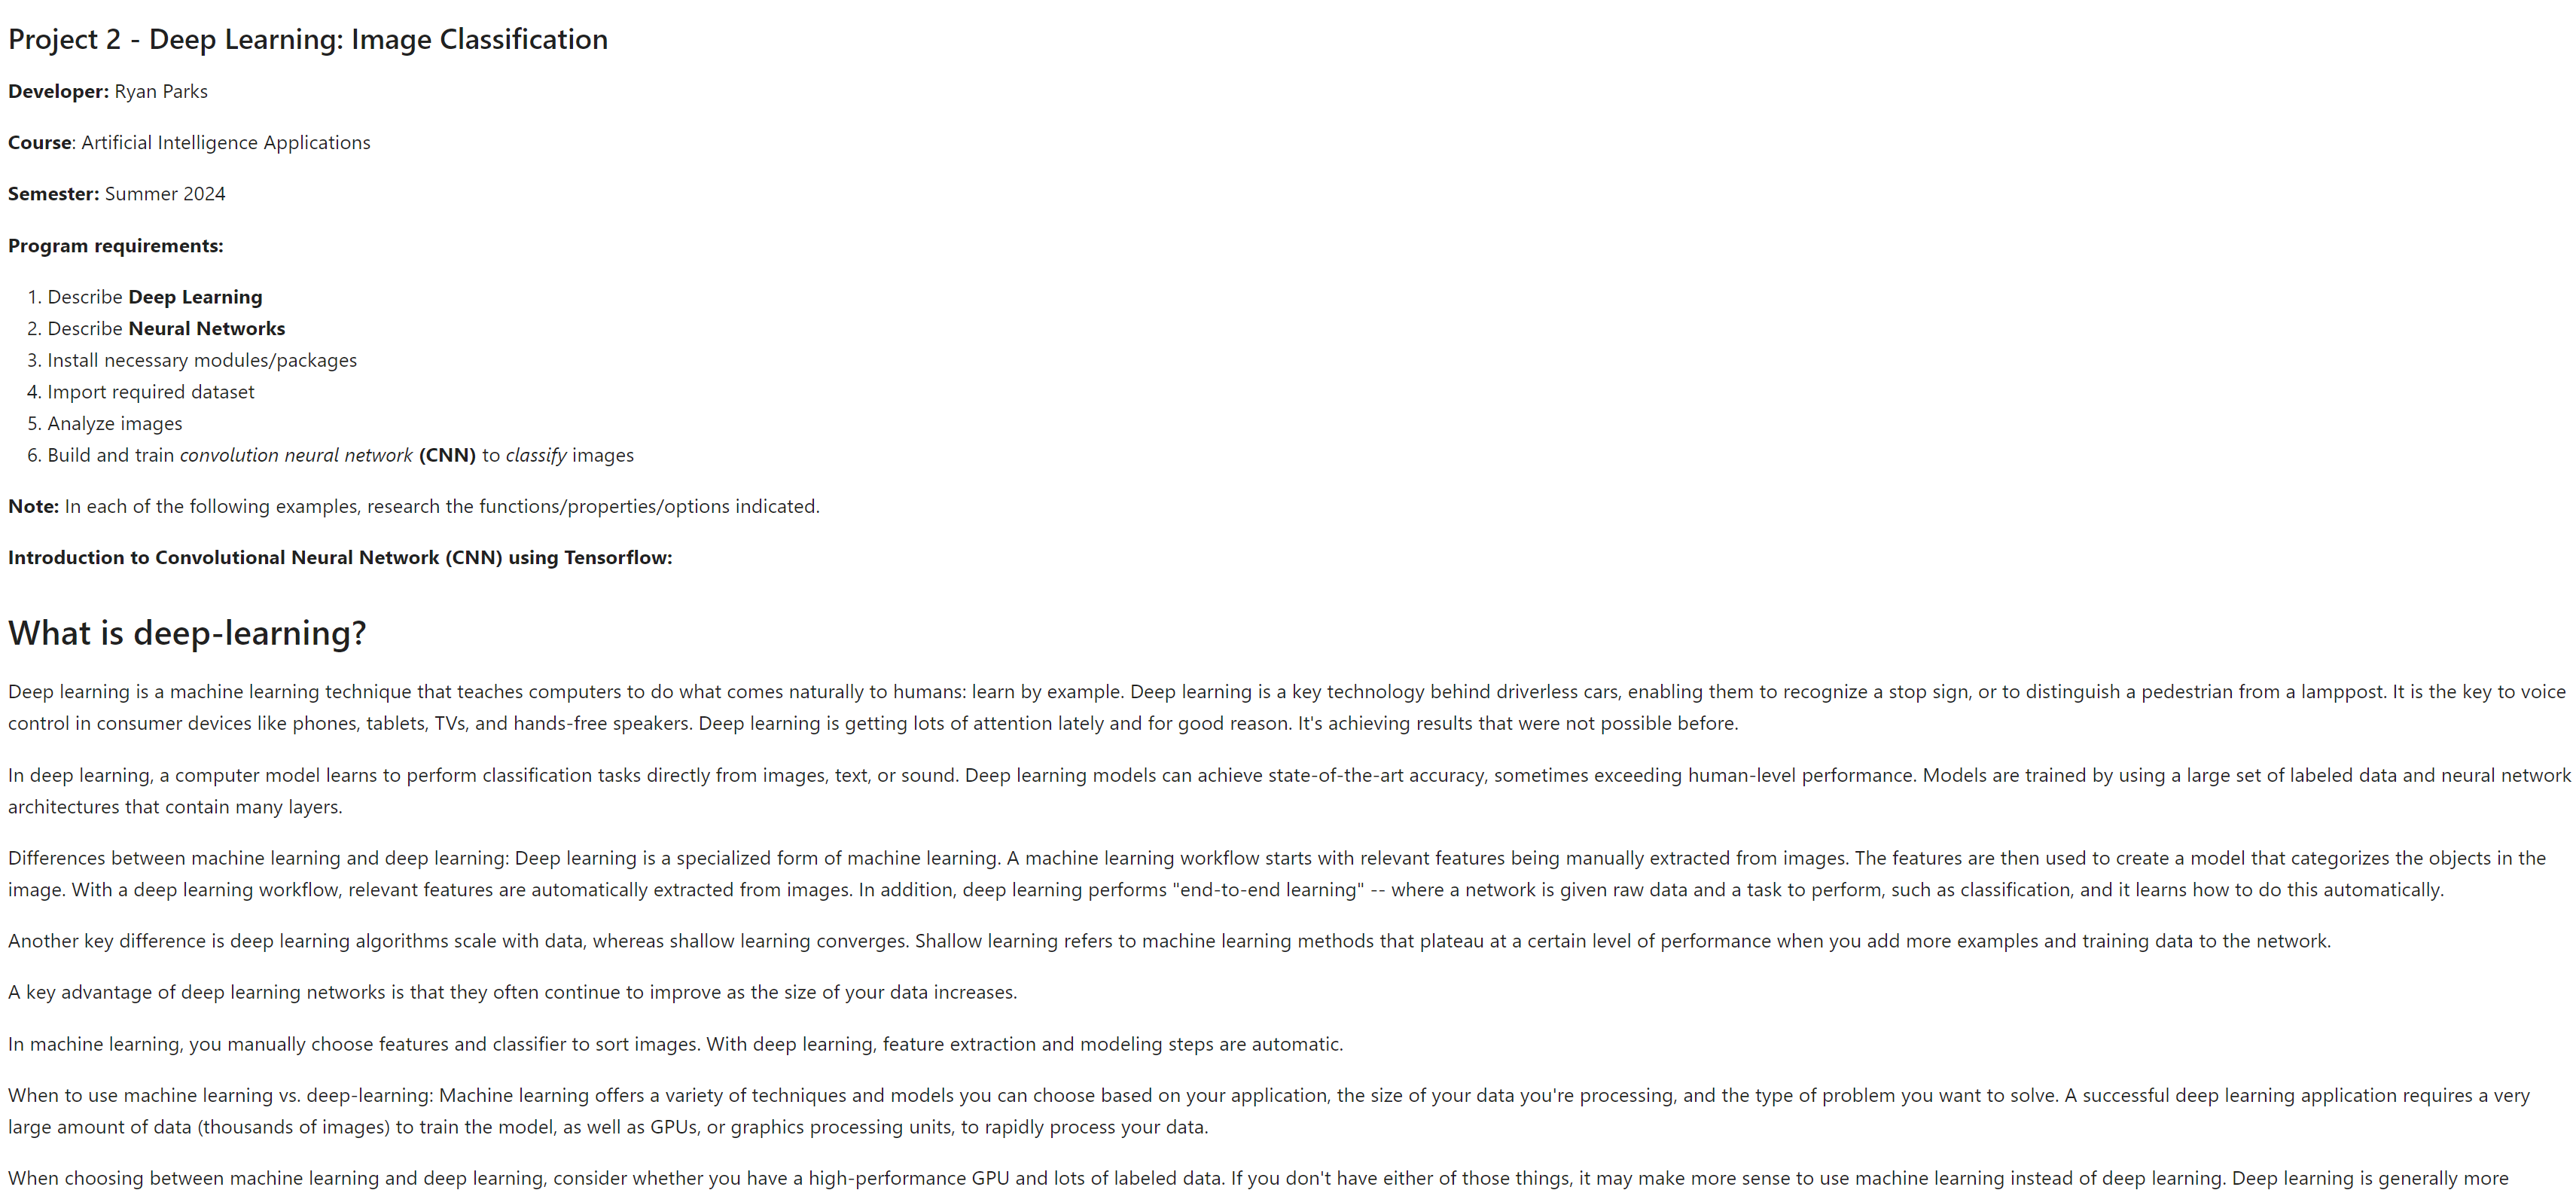 Project 2 - Deep Learning: Image Classification
Developer: Ryan Parks
Course: Artificial Intelligence Applications
Semester: Summer 2024
Program requirements:
1. Describe Deep Learning
2. Describe Neural Networks
3. Install necessary modules/packages
4. Import required dataset
5. Analyze images
6. Build and train convolution neural network (CNN) to classify images
Note: In each of the following examples, research the functions/properties/options indicated.
Introduction to Convolutional Neural Network (CNN) using Tensorflow:
What is deep-learning?
Deep learning is a machine learning technique that teaches computers to do what comes naturally to humans: learn by example. Deep learning is a key technology behind driverless cars, enabling them to recognize a stop sign, or to distinguish a pedestrian from a lamppost. It is the key to voice
control in consumer devices like phones, tablets, TVs, and hands-free speakers. Deep learning is getting lots of attention lately and for good reason. It's achieving results that were not possible before.
In deep learning, a computer model learns to perform classification tasks directly from images, text, or sound. Deep learning models can achieve state-of-the-art accuracy, sometimes exceeding human-level performance. Models are trained by using a large set of labeled data and neural network
architectures that contain many layers.
Differences between machine learning and deep learning: Deep learning is a specialized form of machine learning. A machine learning workflow starts with relevant features being manually extracted from images. The features are then used to create a model that categorizes the objects in the
image. With a deep learning workflow, relevant features are automatically extracted from images. In addition, deep learning performs "end-to-end learning" -- where a network is given raw data and a task to perform, such as classification, and it learns how to do this automatically.
Another key difference is deep learning algorithms scale with data, whereas shallow learning converges. Shallow learning refers to machine learning methods that plateau at a certain level of performance when you add more examples and training data to the network.
A key advantage of deep learning networks is that they often continue to improve as the size of your data increases.
In machine learning, you manually choose features and classifier to sort images. With deep learning, feature extraction and modeling steps are automatic.
When to use machine learning vs. deep-learning: Machine learning offers a variety of techniques and models you can choose based on your application, the size of your data you're processing, and the type of problem you want to solve. A successful deep learning application requires a very
large amount of data (thousands of images) to train the model, as well as GPUs, or graphics processing units, to rapidly process your data.
When choosing between machine learning and deep learning, consider whether you have a high-performance GPU and lots of labeled data. If you don't have either of those things, it may make more sense to use machine learning instead of deep learning. Deep learning is generally more